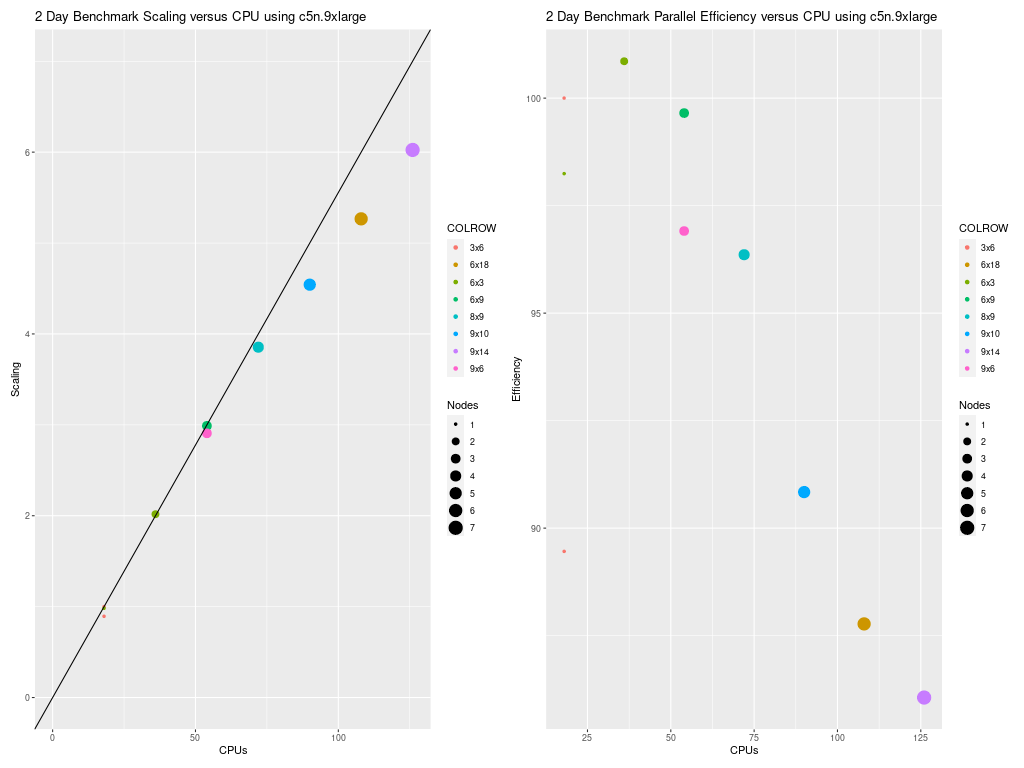 2 Day Benchmark Scaling versus CPU using c5n.9xlarge
Scaling
6
4
2
0
0
50
100
CPUs
COLROW
3x6
6x18
6x3
6x9
8x9
9x10
9x14
9x6
Nodes
1
2
3
4
5
6
7
2 Day Benchmark Parallel Efficiency versus CPU using c5n.9xlarge
Efficiency
100
95
90
25
50
75
100
125
CPUs
COLROW
3x6
6x18
6x3
6x9
8x9
9x10
9x14
9x6
Nodes
1
2
3
4
5
6
7